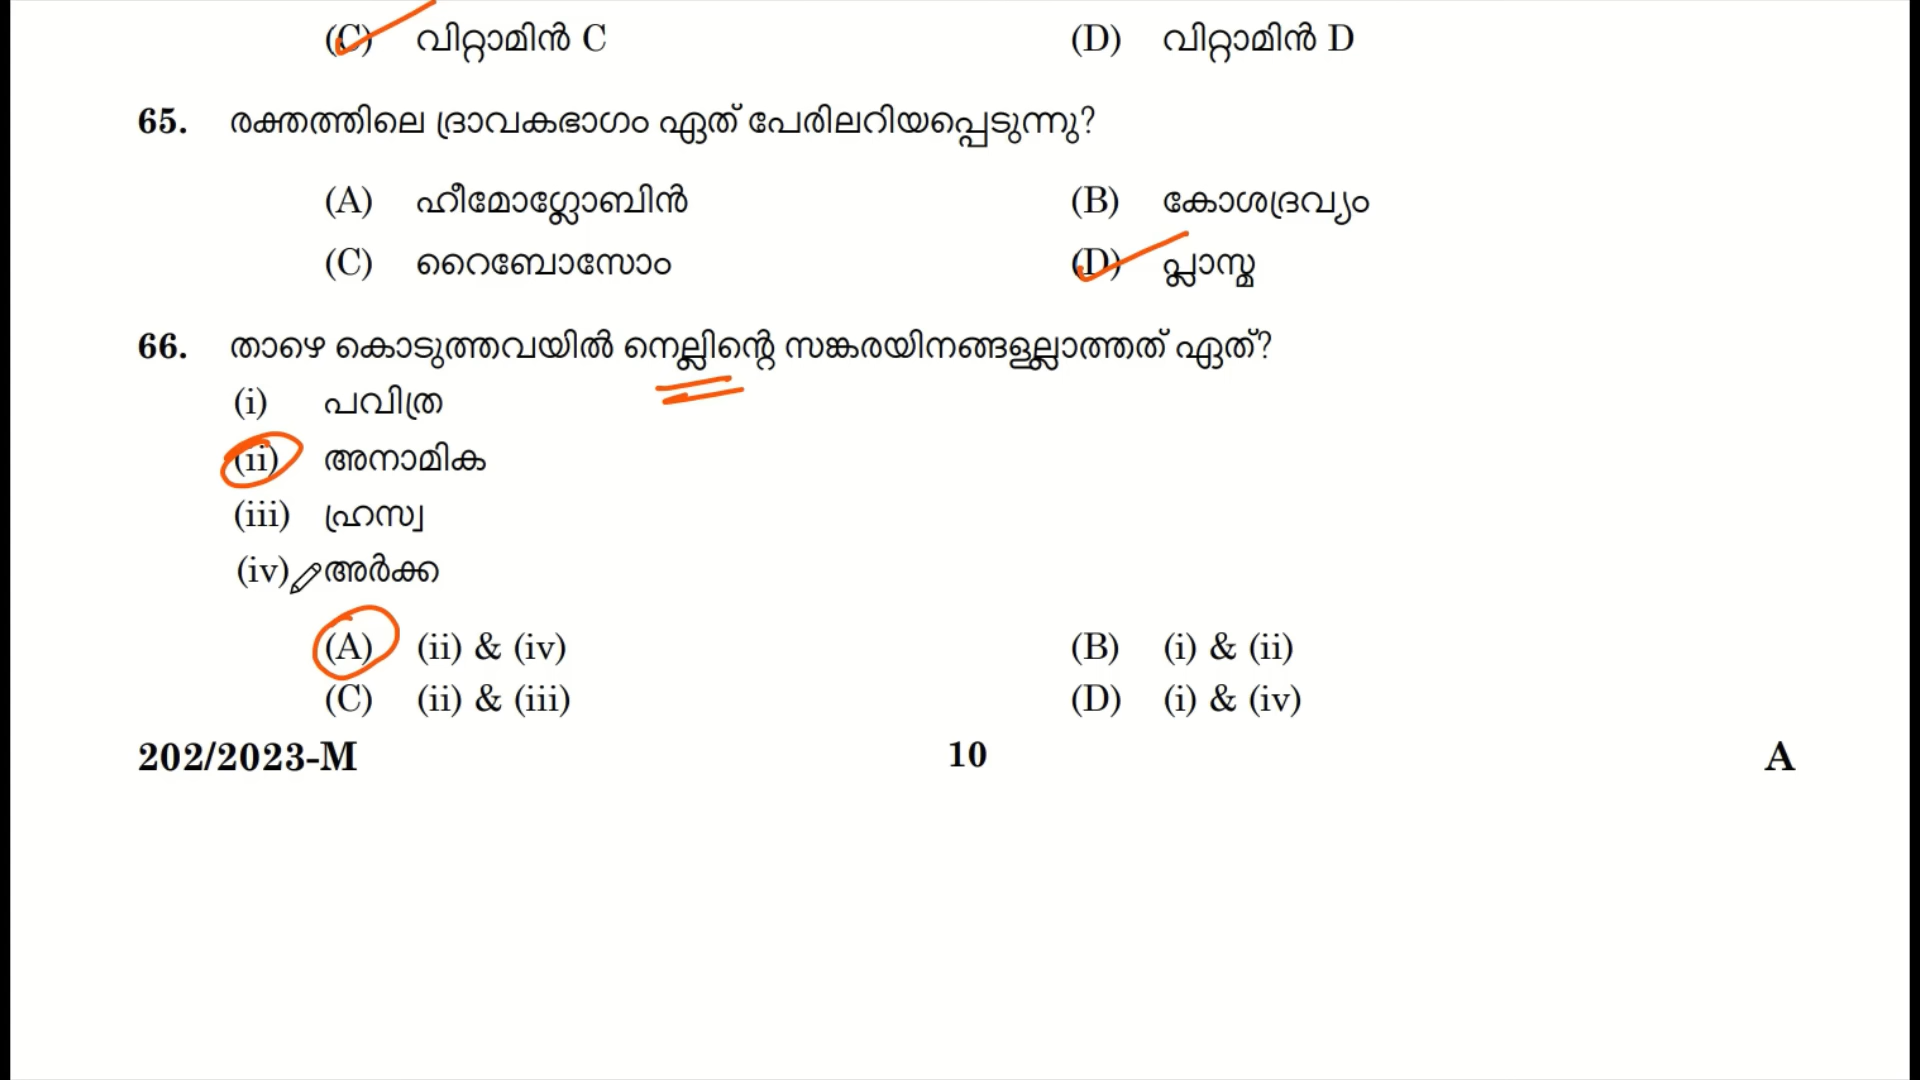 (C) വിറ്റാമിൻ C (D) വിറ്റാമിൻ D
65. രക്തത്തിലെ ദ്രാവകഭാഗം ഏത് പേരിലറിയപ്പെടുന്നു?
(A) ഹീമോഗ്ലോബിൻ (B) കോശദ്രവ്യം
(C) റൈബോസോം (D) പ്ലാസ്മ
66. താഴെ കൊടുത്തവയിൽ നെല്ലിന്റെ സങ്കരയിനങ്ങളല്ലാത്തത് ഏത്?
(i) പവിത്ര
(ii) അനാമിക
(iii) ഹ്രസ്വ
(iv) അർക്ക
(A) (ii) & (iv) (B) (i) & (ii)
(C) (ii) & (iii) (D) (i) & (iv)
202/2023-M 10 A